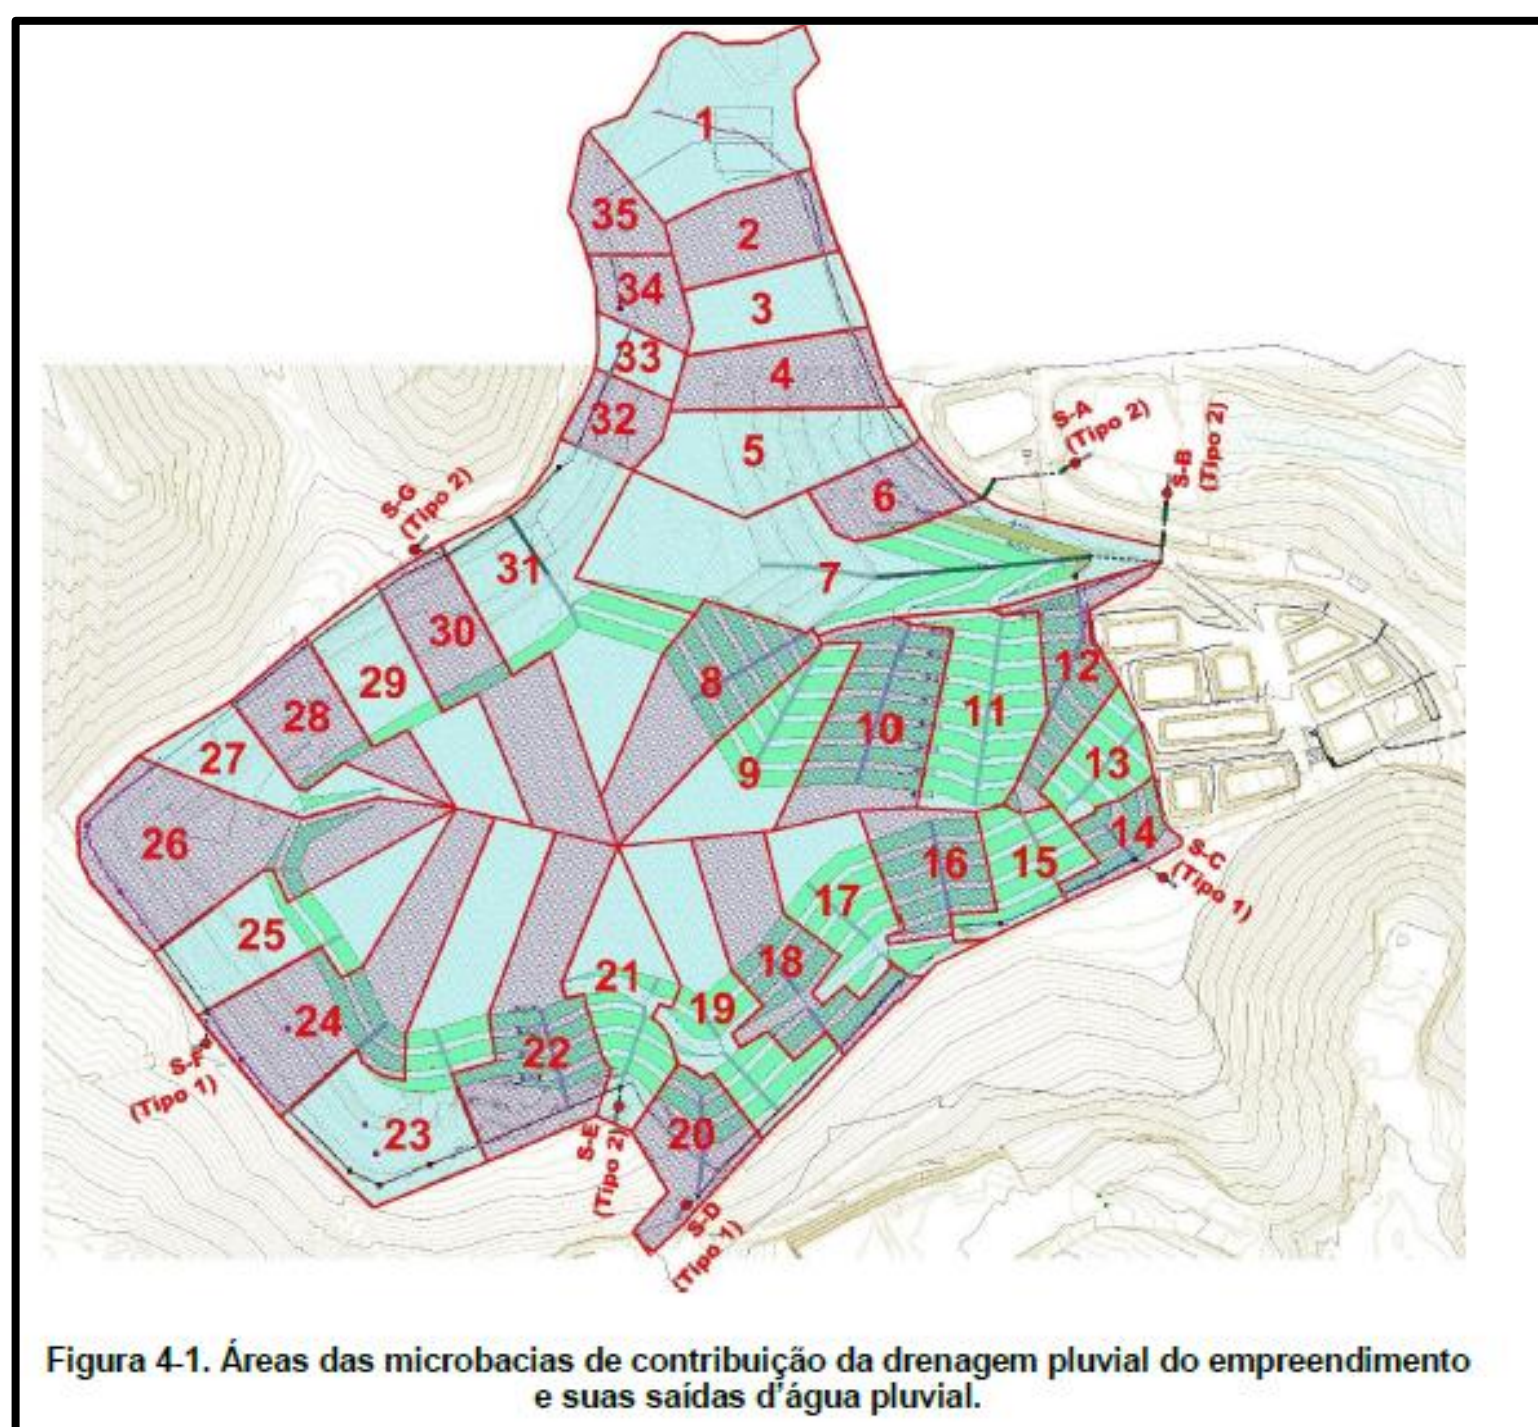 1
35
2
34
3
33
4
32
S-A
(Tipo 2)
S-B
(Tipo 2)
5
6
S-G
(Tipo 2)
31
7
30
12
29
8
11
28
10
27
9
13
26
14
S-C
(Tipo 1)
16
15
17
25
18
21
19
24
22
S-F
(Tipo 1)
23
20
S-E
(Tipo 2)
S-D
(Tipo 1)
Figura 4-1. Áreas das microbacias de contribuição da drenagem pluvial do empreendimento
e suas saídas d'água pluvial.